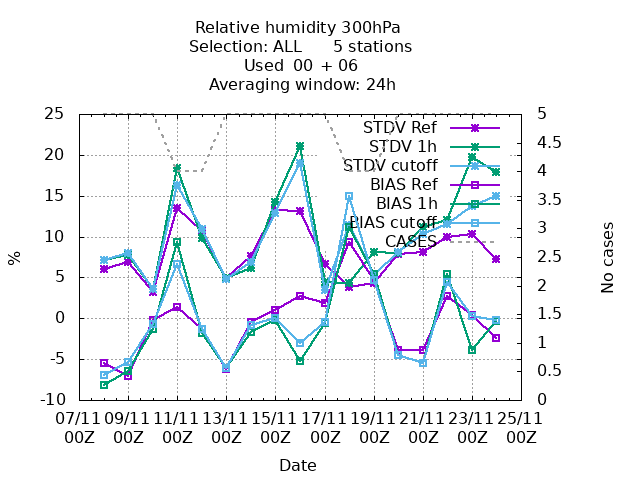 Relative humidity 300hPa
Selection: ALL 5 stations
Used 00 + 06
Averaging window: 24h
STDV Ref
STDV 1h
STDV cutoff
BIAS Ref
BIAS 1h
BIAS cutoff
CASES
25
20
15
10
5
0
-5
-10
%
5
4.5
4
3.5
3
2.5
2
1.5
1
0.5
0
No cases
07/11 09/11 11/11 13/11 15/11 17/11 19/11 21/11 23/11 25/11
00Z 00Z 00Z 00Z 00Z 00Z 00Z 00Z 00Z 00Z
Date